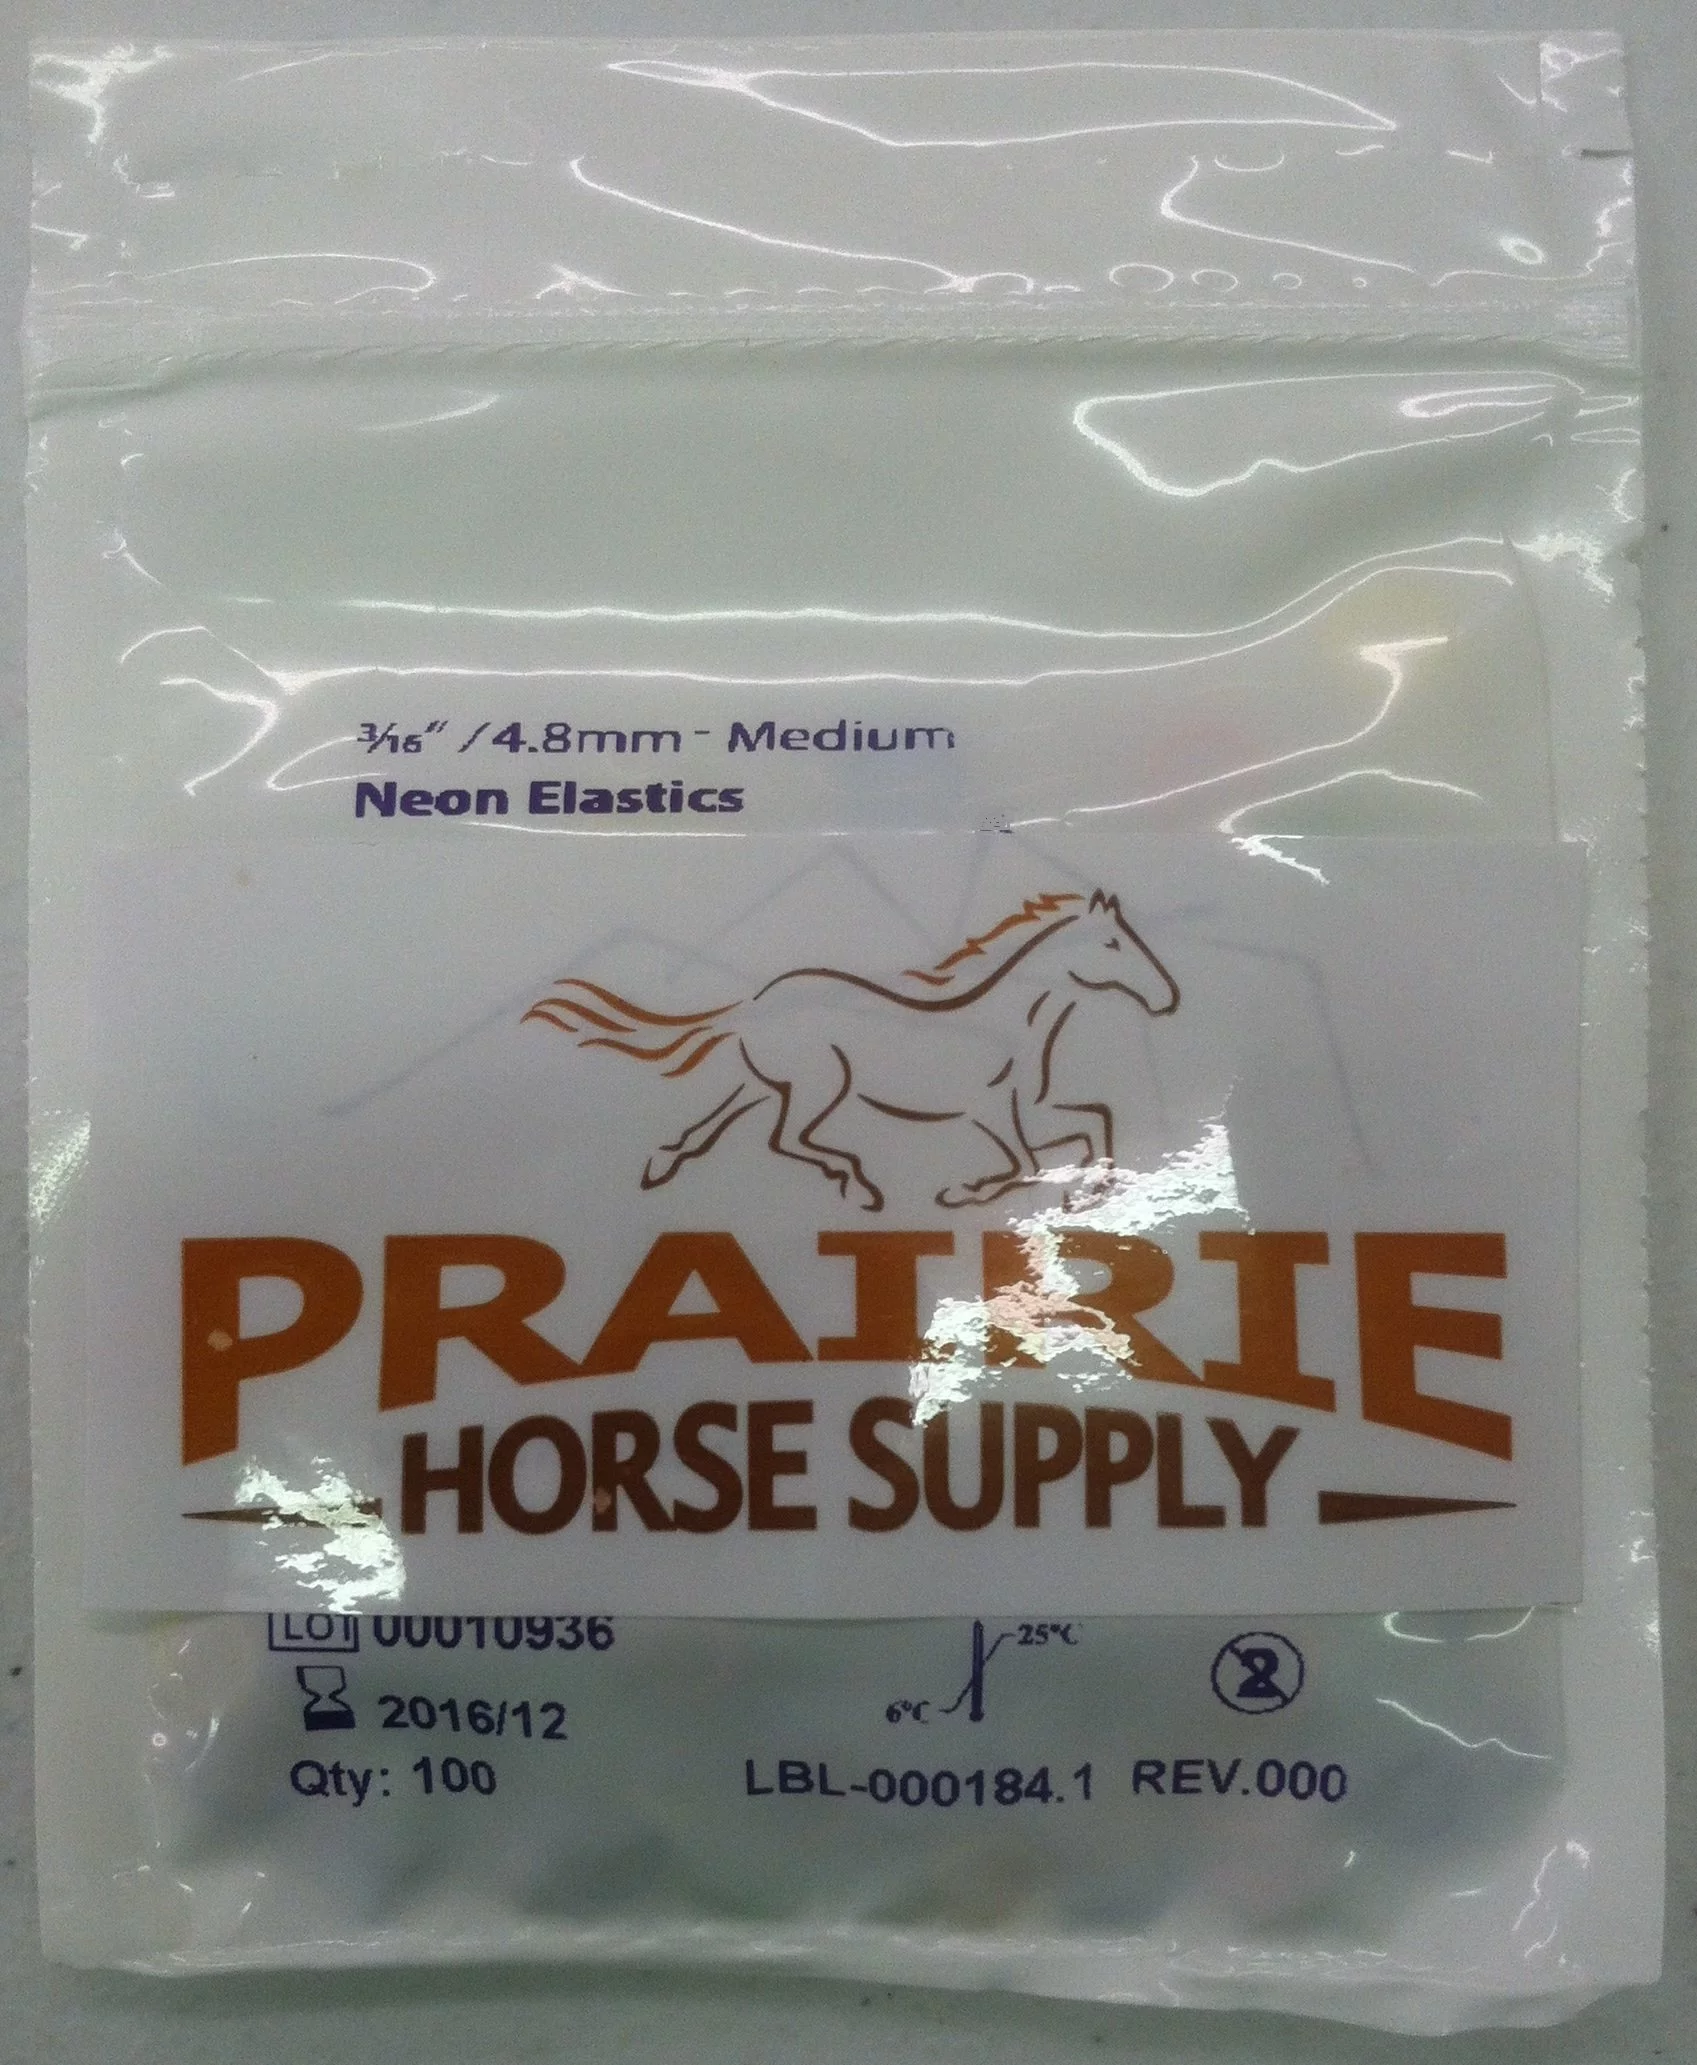 3/16" / 4.8mm - Medium
Neon Elastics
PRAIRIE
HORSE SUPPLY
LOT 00010936
25°C
6°C
2
2016/12
Qty: 100
LBL-000184.1 REV.000